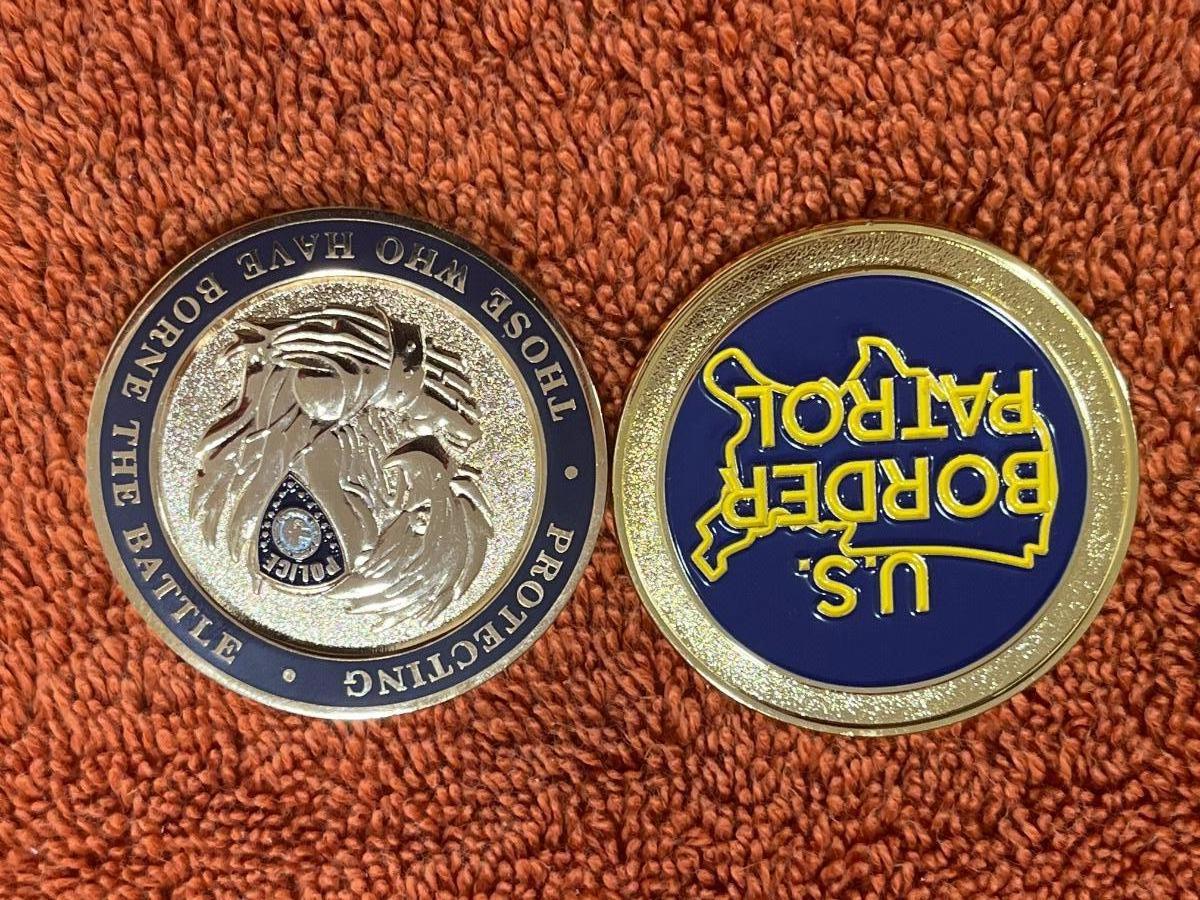 PROTECTING • THOSE WHO HAVE BORNE THE BATTLE •
POLICE
U.S.
BORDER
PATROL